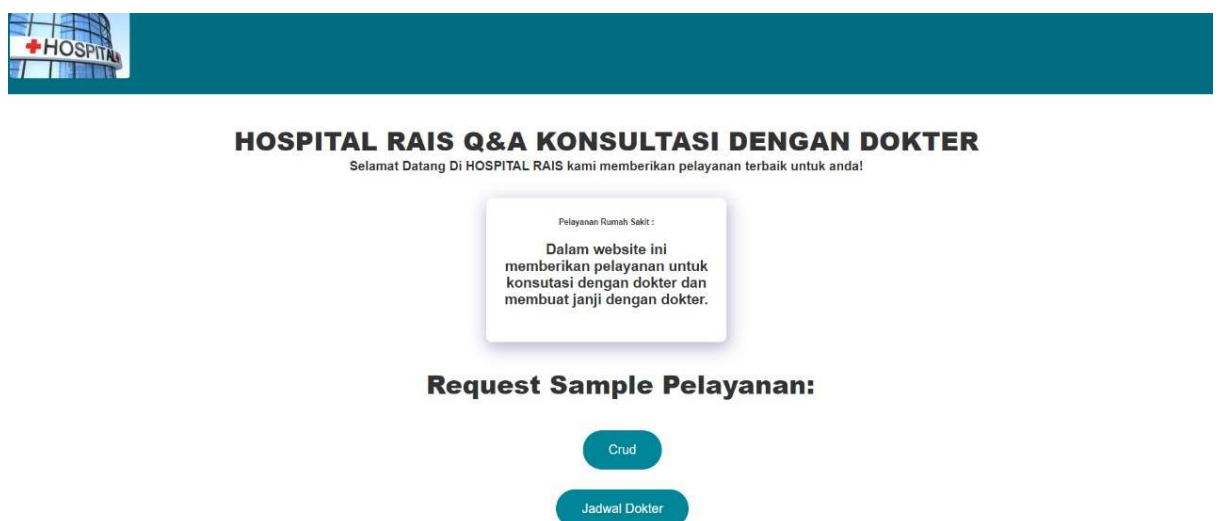 +HOSPITAL
HOSPITAL RAIS Q&A KONSULTASI DENGAN DOKTER
Selamat Datang Di HOSPITAL RAIS kami memberikan pelayanan terbaik untuk anda!
Pelayanan Rumah Sakit :
Dalam website ini
memberikan pelayanan untuk
konsutasi dengan dokter dan
membuat janji dengan dokter.
Request Sample Pelayanan:
Crud
Jadwal Dokter